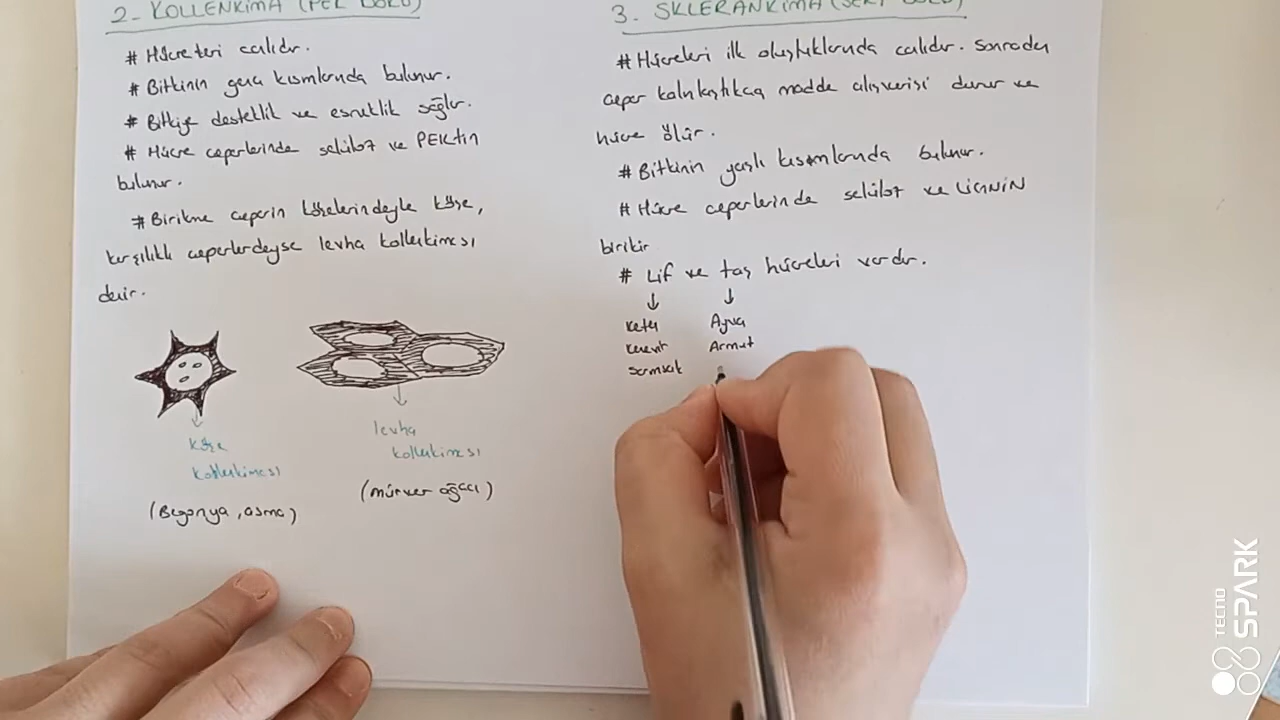 2- KOLLENKİMA (PEK DOKU)
# Hücreleri canlıdır.
# Bitkinin genç kısımlarında bulunur.
# Bitkiye desteklik ve esneklik sağlar.
# Hücre çeperlerinde selüloz ve PEKTİN
bulunur.
# Birikme çeperin köşelerindeyle köşe,
karşılıklı çeperlerdeyse levha kollenkiması
denir.
köşe
kollenkiması
(Begonya, asma)
levha
kollenkiması
(mürver ağacı)
3. SKLERANKİMA (SERT DOKU)
# Hücreleri ilk oluştuklarında canlıdır. Sonradan
çeper kalınlaştıkça madde alışverişi durur ve
hücre ölür.
# Bitkinin yaşlı kısımlarında bulunur.
# Hücre çeperlerinde selüloz ve LİGNİN
birikir
# Lif ve taş hücreleri vardır.
↓ ↓
keten Ayva
kenevir Armut
sarmaşık
TECNO
SPARK